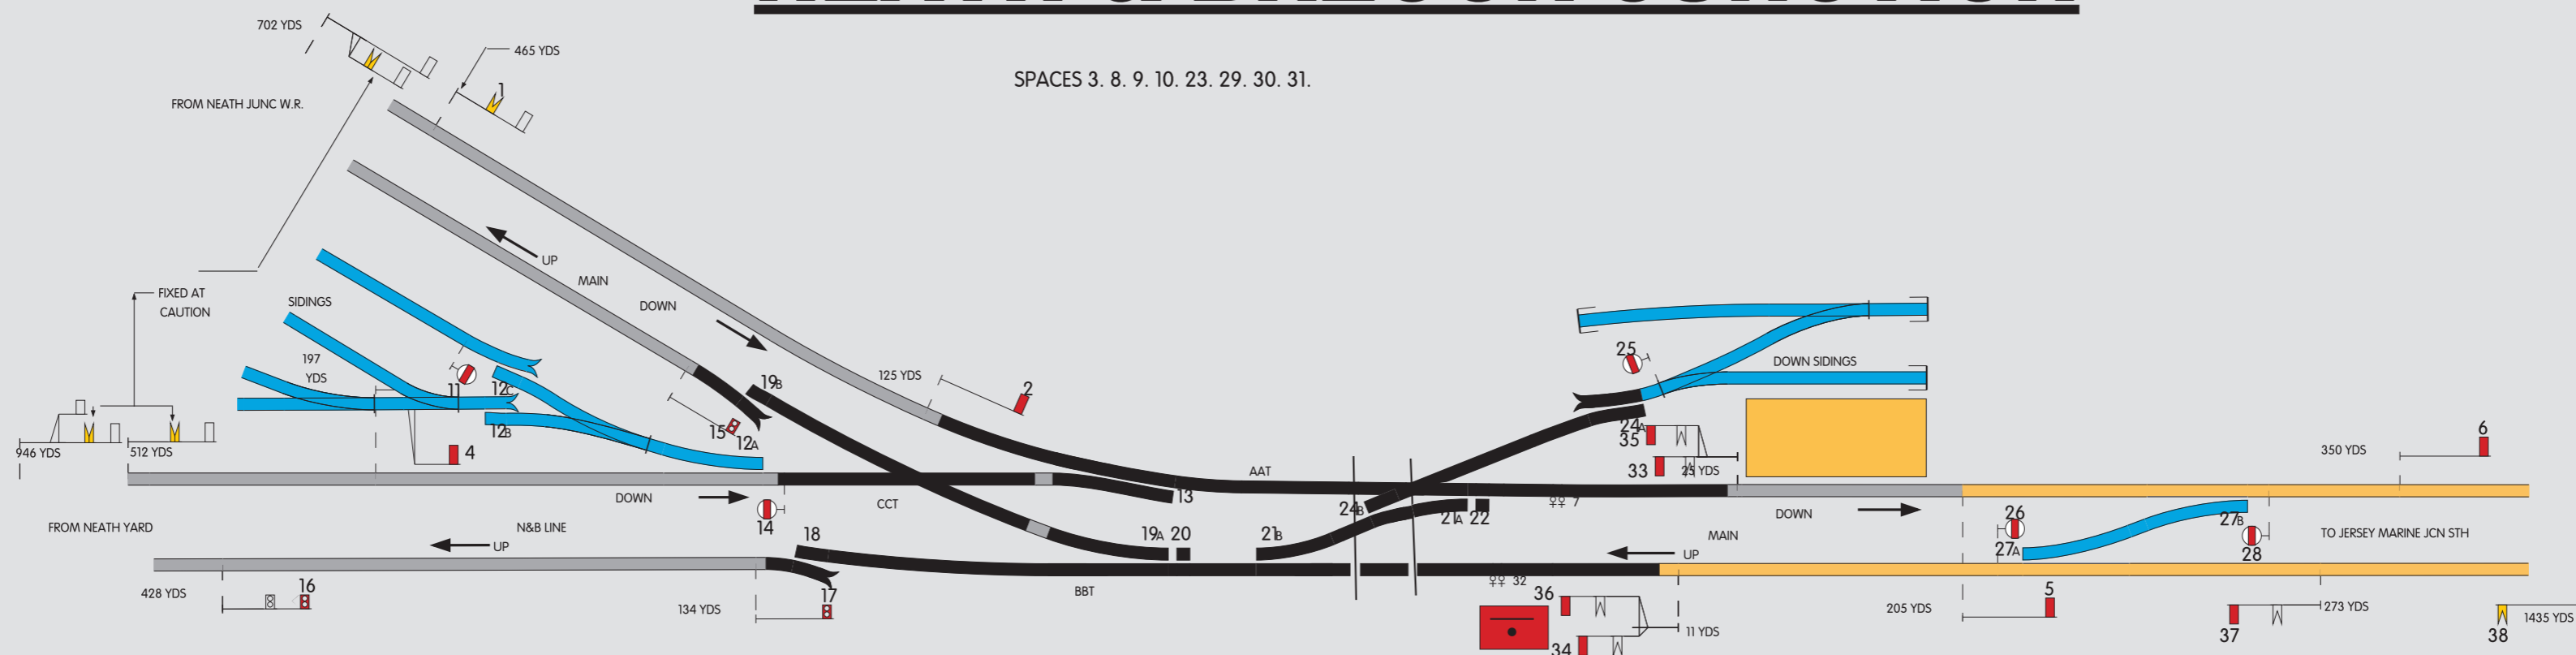 702 YDS
465 YDS
1
SPACES 3. 8. 9. 10. 23. 29. 30. 31.
FROM NEATH JUNC W.R.
UP
MAIN
DOWN
FIXED AT
CAUTION
SIDINGS
197
YDS
11
12C
12B
12A
125 YDS
2
15
19B
946 YDS
512 YDS
4
DOWN
CCT
13
14
AAT
FROM NEATH YARD
N&B LINE
UP
18
19A 20
21B
24B
21A 22
7
25
DOWN SIDINGS
24A
35
33
25 YDS
DOWN
MAIN
UP
26
27A
27B
28
350 YDS
6
TO JERSEY MARINE JCN STH
BBT
32
428 YDS
16
134 YDS
17
36
34
11 YDS
205 YDS
5
37
273 YDS
38
1435 YDS